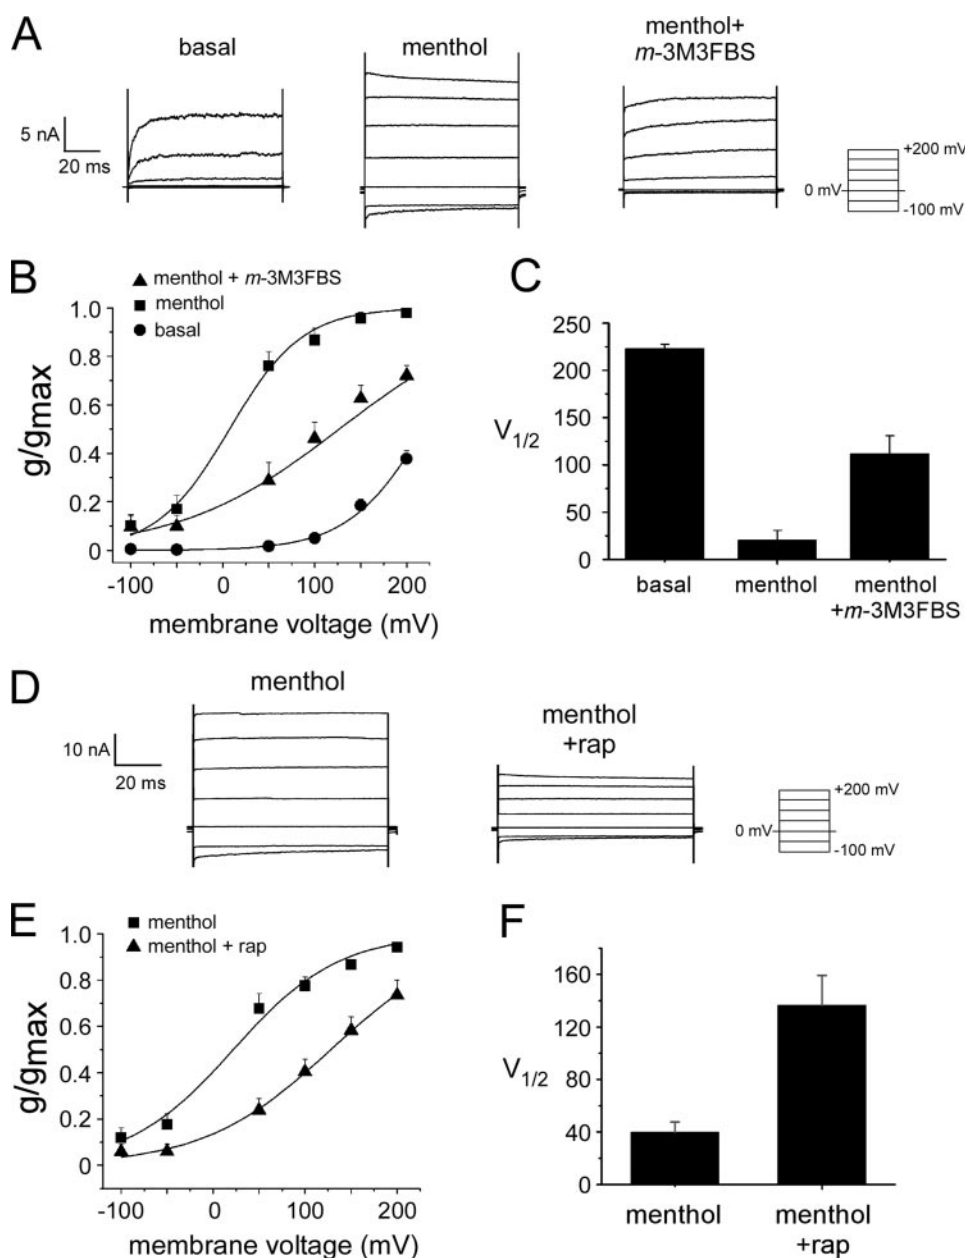 A
basal
menthol
menthol+
m-3M3FBS
5 nA
20 ms
+200 mV
0 mV
-100 mV
B
menthol + m-3M3FBS
menthol
basal
1.0
0.8
0.6
0.4
0.2
0
g/gmax
-100
0
100
200
membrane voltage (mV)
C
250
200
150
100
50
0
V1/2
basal
menthol
menthol
+m-3M3FBS
D
menthol
menthol
+rap
10 nA
20 ms
+200 mV
0 mV
-100 mV
E
menthol
menthol + rap
1.0
0.8
0.6
0.4
0.2
0
g/gmax
-100
0
100
200
membrane voltage (mV)
F
160
120
80
40
0
V1/2
menthol
menthol
+rap